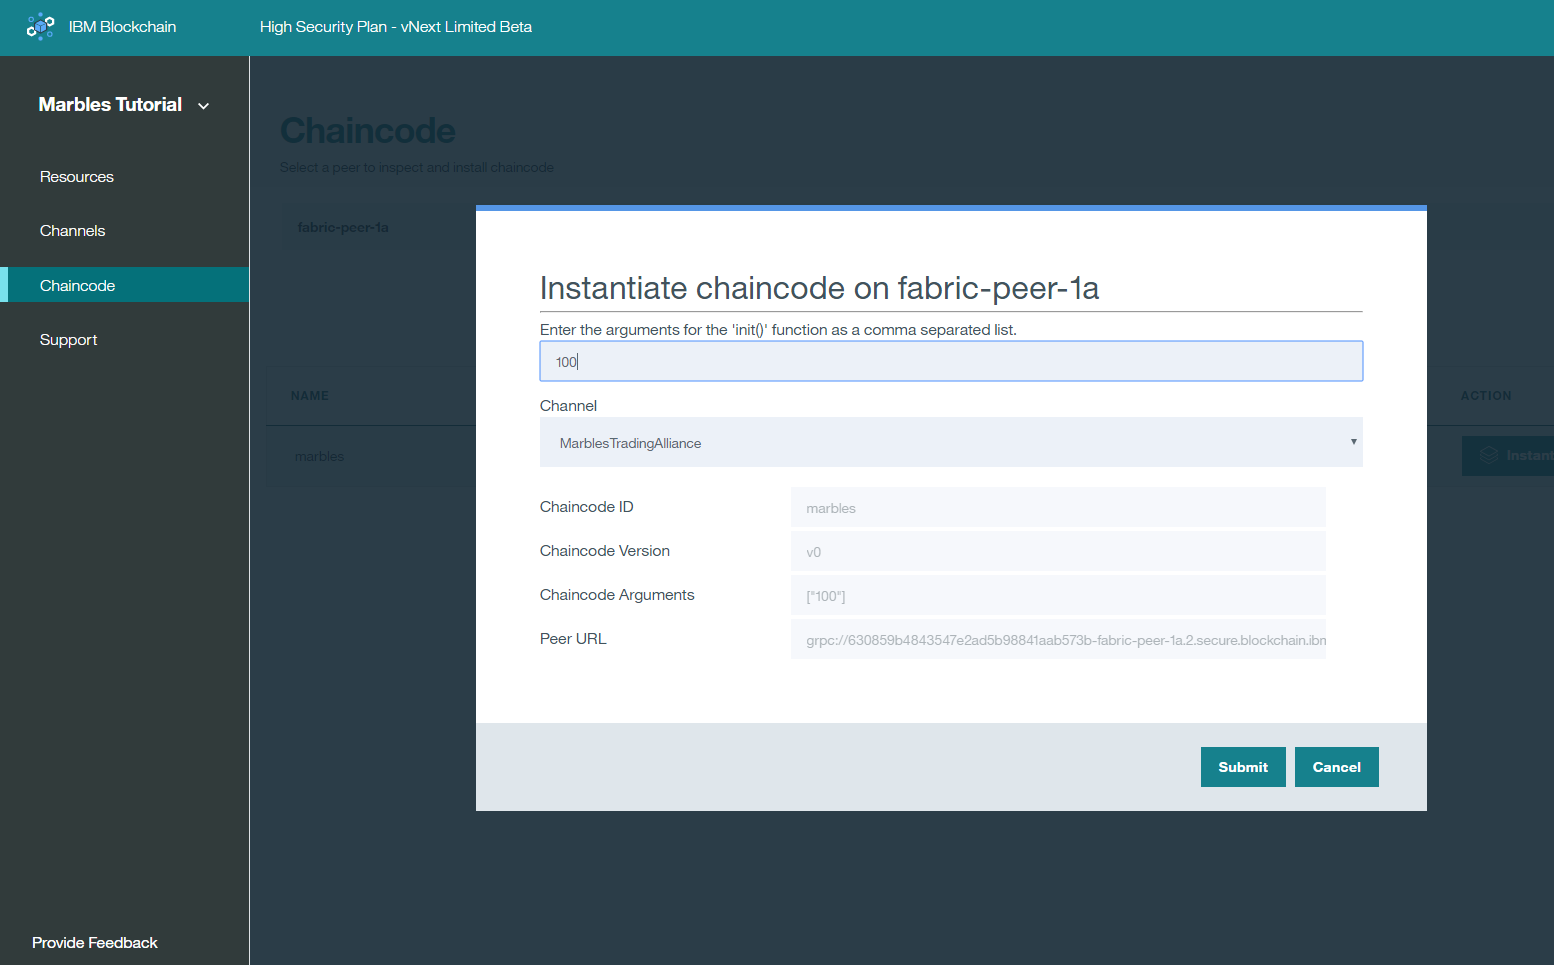 IBM Blockchain
High Security Plan - vNext Limited Beta
Marbles Tutorial
Resources
Channels
Chaincode
Support
Provide Feedback
Chaincode
Select a peer to inspect and install chaincode
fabric-peer-1a
NAME
ACTION
marbles
Instant
Instantiate chaincode on fabric-peer-1a
Enter the arguments for the 'init()' function as a comma separated list.
100
Channel
MarblesTradingAlliance
Chaincode ID
marbles
Chaincode Version
v0
Chaincode Arguments
["100"]
Peer URL
grpc://630859b4843547e2ad5b98841aab573b-fabric-peer-1a.2.secure.blockchain.ibm
Submit
Cancel